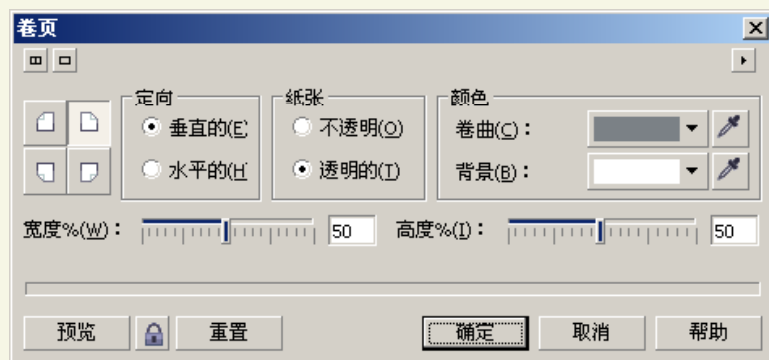 卷页
定向
纸张
颜色
垂直的(E)
不透明(O)
卷曲(C)：
水平的(H
透明的(T)
背景(B)：
宽度%(W)：
50
高度%(I)：
50
预览
重置
确定
取消
帮助